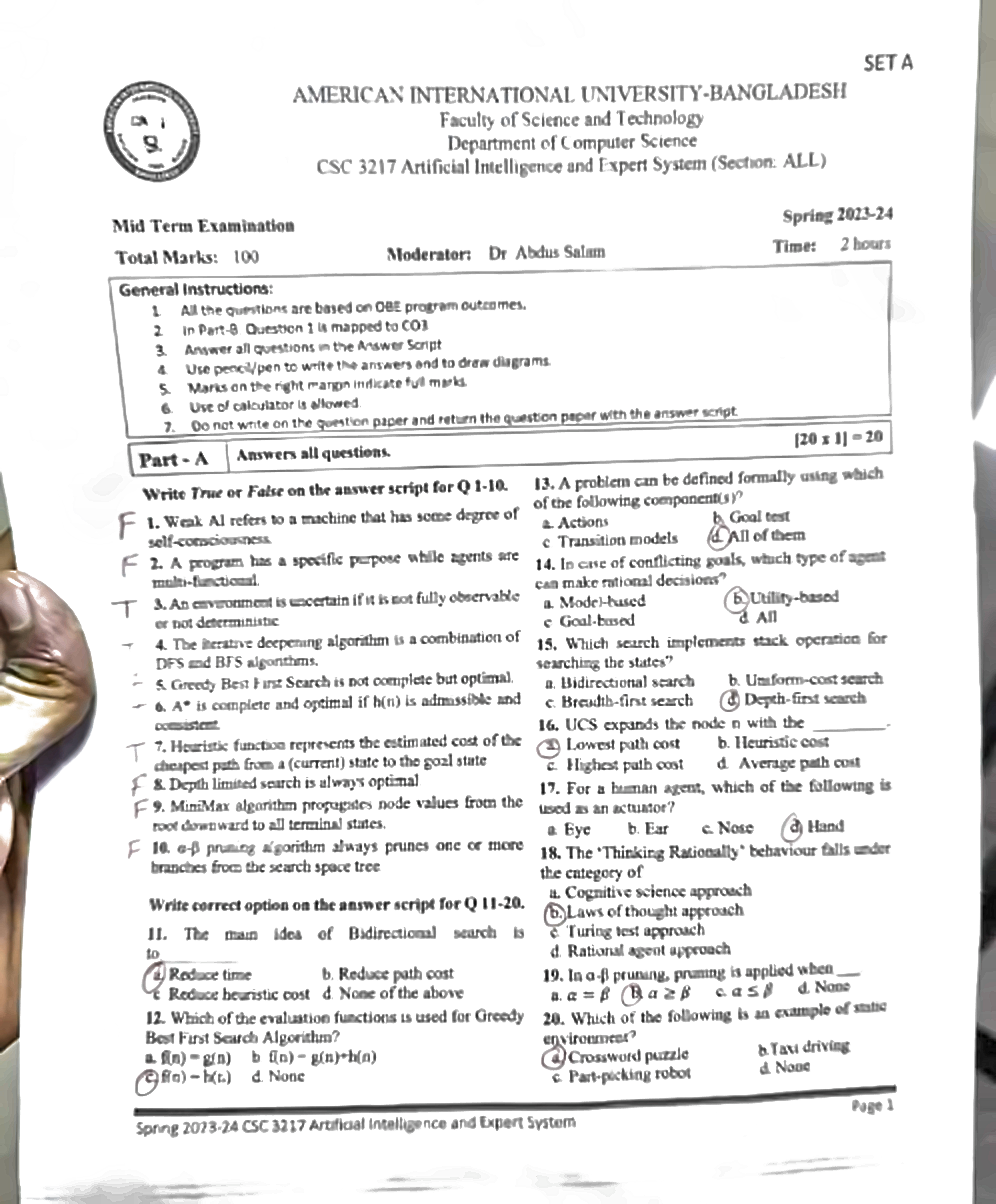 SET A
AMERICAN INTERNATIONAL UNIVERSITY-BANGLADESH
Faculty of Science and Technology
Department of Computer Science
CSC 3217 Artificial Intelligence and Expert System (Section: ALL)
Mid Term Examination
Spring 2023-24
Total Marks: 100
Moderator: Dr Abdus Salam
Time: 2 hours
General Instructions:
1. All the questions are based on OBE program outcomes.
2. In Part-B Question 1 is mapped to CO3
3. Answer all questions in the Answer Script
4. Use pencil/pen to write the answers and to draw diagrams.
5. Marks on the right margin indicate full marks.
6. Use of calculator is allowed.
7. Do not write on the question paper and return the question paper with the answer script.
Part - A Answers all questions. [20 x 1] = 20
Write True or False on the answer script for Q 1-10.
F 1. Weak AI refers to a machine that has some degree of
self-consciousness.
F 2. A program has a specific purpose while agents are
multi-functional.
T 3. An environment is uncertain if it is not fully observable
or not deterministic
4. The iterative deepening algorithm is a combination of
DFS and BFS algorithms.
5. Greedy Best First Search is not complete but optimal.
6. A* is complete and optimal if h(n) is admissible and
consistent.
T 7. Heuristic function represents the estimated cost of the
cheapest path from a (current) state to the goal state
F 8. Depth limited search is always optimal
F 9. MiniMax algorithm propagates node values from the
root downward to all terminal states.
F 10. α-β pruning algorithm always prunes one or more
branches from the search space tree
Write correct option on the answer script for Q 11-20.
11. The main idea of Bidirectional search is
to
a. Reduce time b. Reduce path cost
c Reduce heuristic cost d. None of the above
12. Which of the evaluation functions is used for Greedy
Best First Search Algorithm?
a. f(n) = g(n) b f(n) = g(n)+h(n)
c. f(n) = h(n) d. None
13. A problem can be defined formally using which
of the following component(s)?
a. Actions b. Goal test
c Transition models d. All of them
14. In case of conflicting goals, which type of agent
can make rational decisions?
a. Model-based b. Utility-based
c Goal-based d. All
15. Which search implements stack operation for
searching the states?
a. Bidirectional search b. Uniform-cost search
c. Breadth-first search d. Depth-first search
16. UCS expands the node n with the ________.
a. Lowest path cost b. Heuristic cost
c. Highest path cost d. Average path cost
17. For a human agent, which of the following is
used as an actuator?
a. Eye b. Ear c. Nose d. Hand
18. The 'Thinking Rationally' behaviour falls under
the category of
a. Cognitive science approach
b. Laws of thought approach
c Turing test approach
d. Rational agent approach
19. In α-β pruning, pruning is applied when ___
a. α = β b. α ≥ β c. α ≤ β d. None
20. Which of the following is an example of static
environment?
a. Crossword puzzle b. Taxi driving
c. Part-picking robot d. None
Page 1
Spring 2023-24 CSC 3217 Artificial Intelligence and Expert System